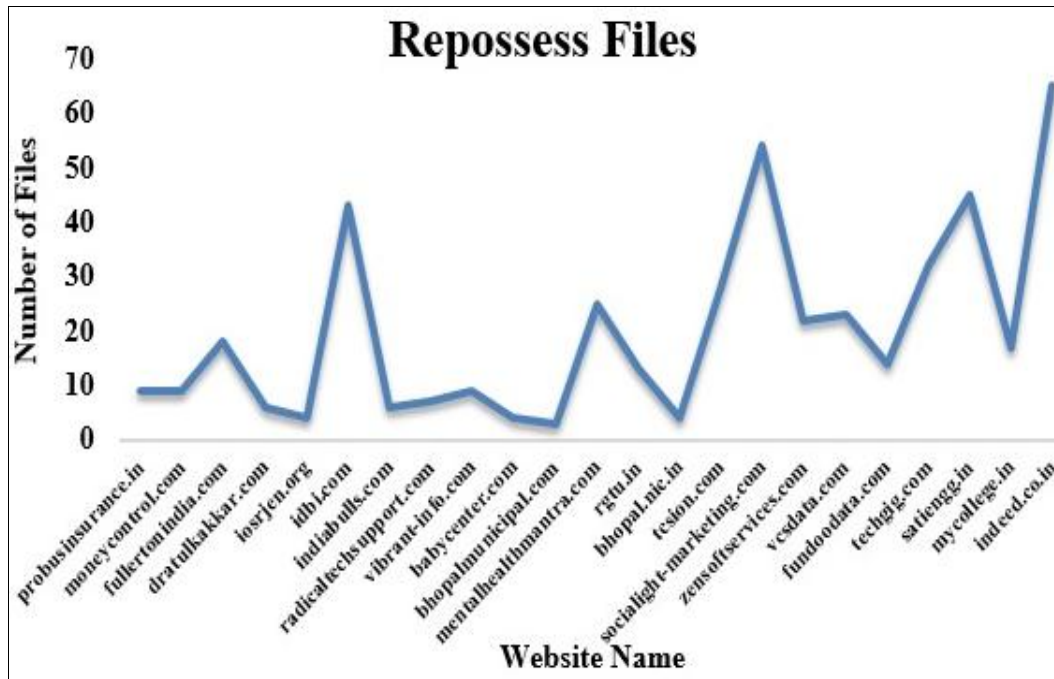 Repossess Files
Number of Files
70
60
50
40
30
20
10
0
probusinsurance.in
moneycontrol.com
fullertonindia.com
dratulkakkar.com
iosrjen.org
idbi.com
indiabulls.com
radicaltechsupport.com
vibrant-info.com
babycenter.com
bhopalmunicipal.com
mentalhealthmantra.com
rgtu.in
bhopal.nic.in
tcsion.com
socialight-marketing.com
zensoftservices.com
vcsdata.com
fundoodata.com
techgig.com
satiengg.in
mycollege.in
indeed.co.in
Website Name